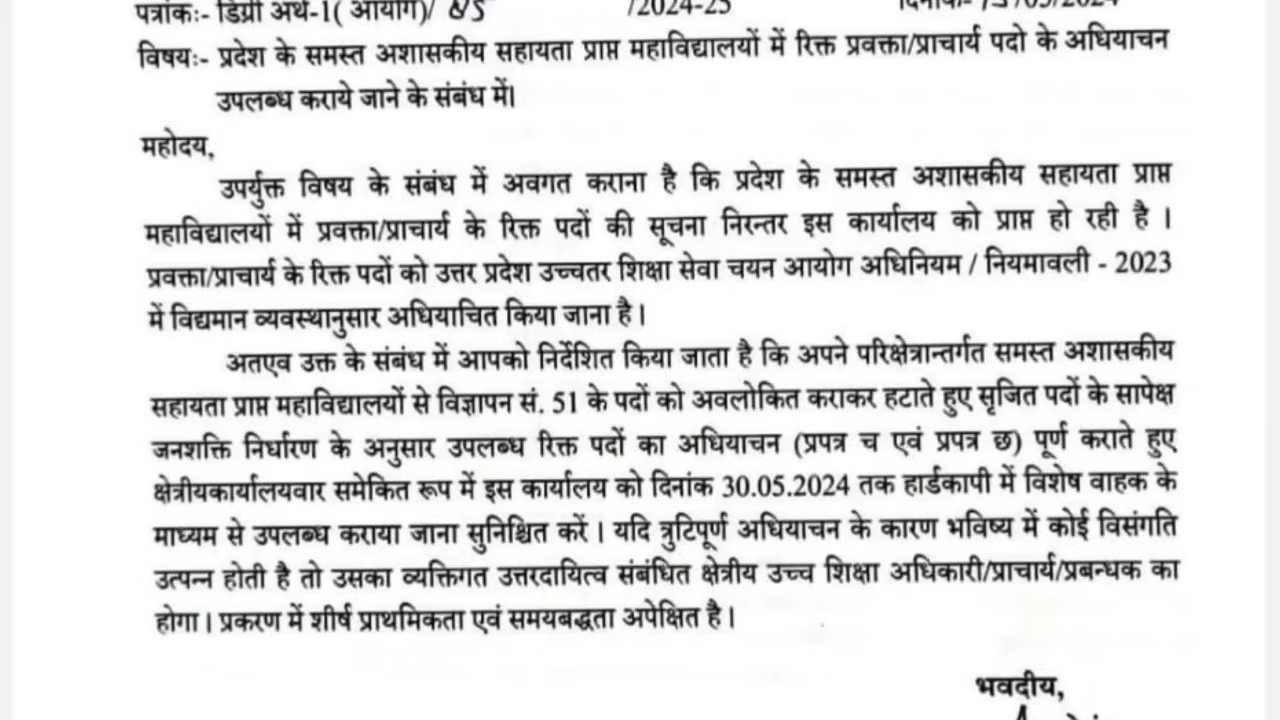 पत्रांकः- डिग्री अर्थ-1( आयोग)/ /2024-25 दिनांक- /05/2024
विषयः- प्रदेश के समस्त अशासकीय सहायता प्राप्त महाविद्यालयों में रिक्त प्रवक्ता/प्राचार्य पदो के अधियाचन
उपलब्ध कराये जाने के संबंध में।
महोदय,
उपर्युक्त विषय के संबंध में अवगत कराना है कि प्रदेश के समस्त अशासकीय सहायता प्राप्त
महाविद्यालयों में प्रवक्ता/प्राचार्य के रिक्त पदों की सूचना निरन्तर इस कार्यालय को प्राप्त हो रही है ।
प्रवक्ता/प्राचार्य के रिक्त पदों को उत्तर प्रदेश उच्चतर शिक्षा सेवा चयन आयोग अधिनियम / नियमावली - 2023
में विद्यमान व्यवस्थानुसार अधियाचित किया जाना है ।
अतएव उक्त के संबंध में आपको निर्देशित किया जाता है कि अपने परिक्षेत्रान्तर्गत समस्त अशासकीय
सहायता प्राप्त महाविद्यालयों से विज्ञापन सं. 51 के पदों को अवलोकित कराकर हटाते हुए सृजित पदों के सापेक्ष
जनशक्ति निर्धारण के अनुसार उपलब्ध रिक्त पदों का अधियाचन (प्रपत्र च एवं प्रपत्र छ) पूर्ण कराते हुए
क्षेत्रीयकार्यालयवार समेकित रूप में इस कार्यालय को दिनांक 30.05.2024 तक हार्डकापी में विशेष वाहक के
माध्यम से उपलब्ध कराया जाना सुनिश्चित करें । यदि त्रुटिपूर्ण अधियाचन के कारण भविष्य में कोई विसंगति
उत्पन्न होती है तो उसका व्यक्तिगत उत्तरदायित्व संबंधित क्षेत्रीय उच्च शिक्षा अधिकारी/प्राचार्य/प्रबन्धक का
होगा । प्रकरण में शीर्ष प्राथमिकता एवं समयबद्धता अपेक्षित है ।
भवदीय,